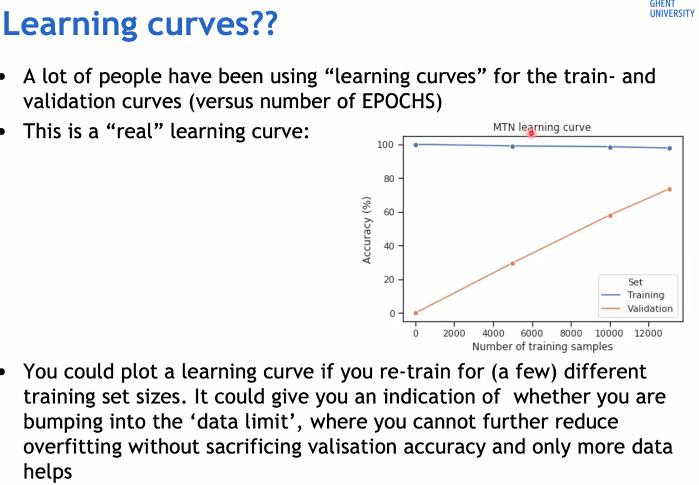 GHENT
UNIVERSITY
Learning curves??
• A lot of people have been using “learning curves” for the train- and
validation curves (versus number of EPOCHS)
• This is a “real” learning curve:
MTN learning curve
100
80
60
40
20
0
Accuracy (%)
Set
Training
Validation
0 2000 4000 6000 8000 10000 12000
Number of training samples
• You could plot a learning curve if you re-train for (a few) different
training set sizes. It could give you an indication of whether you are
bumping into the ‘data limit’, where you cannot further reduce
overfitting without sacrificing valisation accuracy and only more data
helps